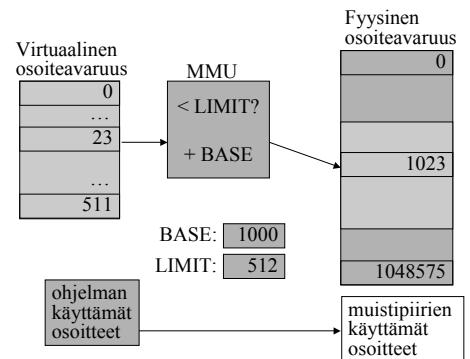 Virtuaalinen
osoiteavaruus
0
…
23
…
511
MMU
< LIMIT?
+ BASE
BASE: 1000
LIMIT: 512
Fyysinen
osoiteavaruus
0
1023
1048575
ohjelman
käyttämät
osoitteet
muistipiirien
käyttämät
osoitteet